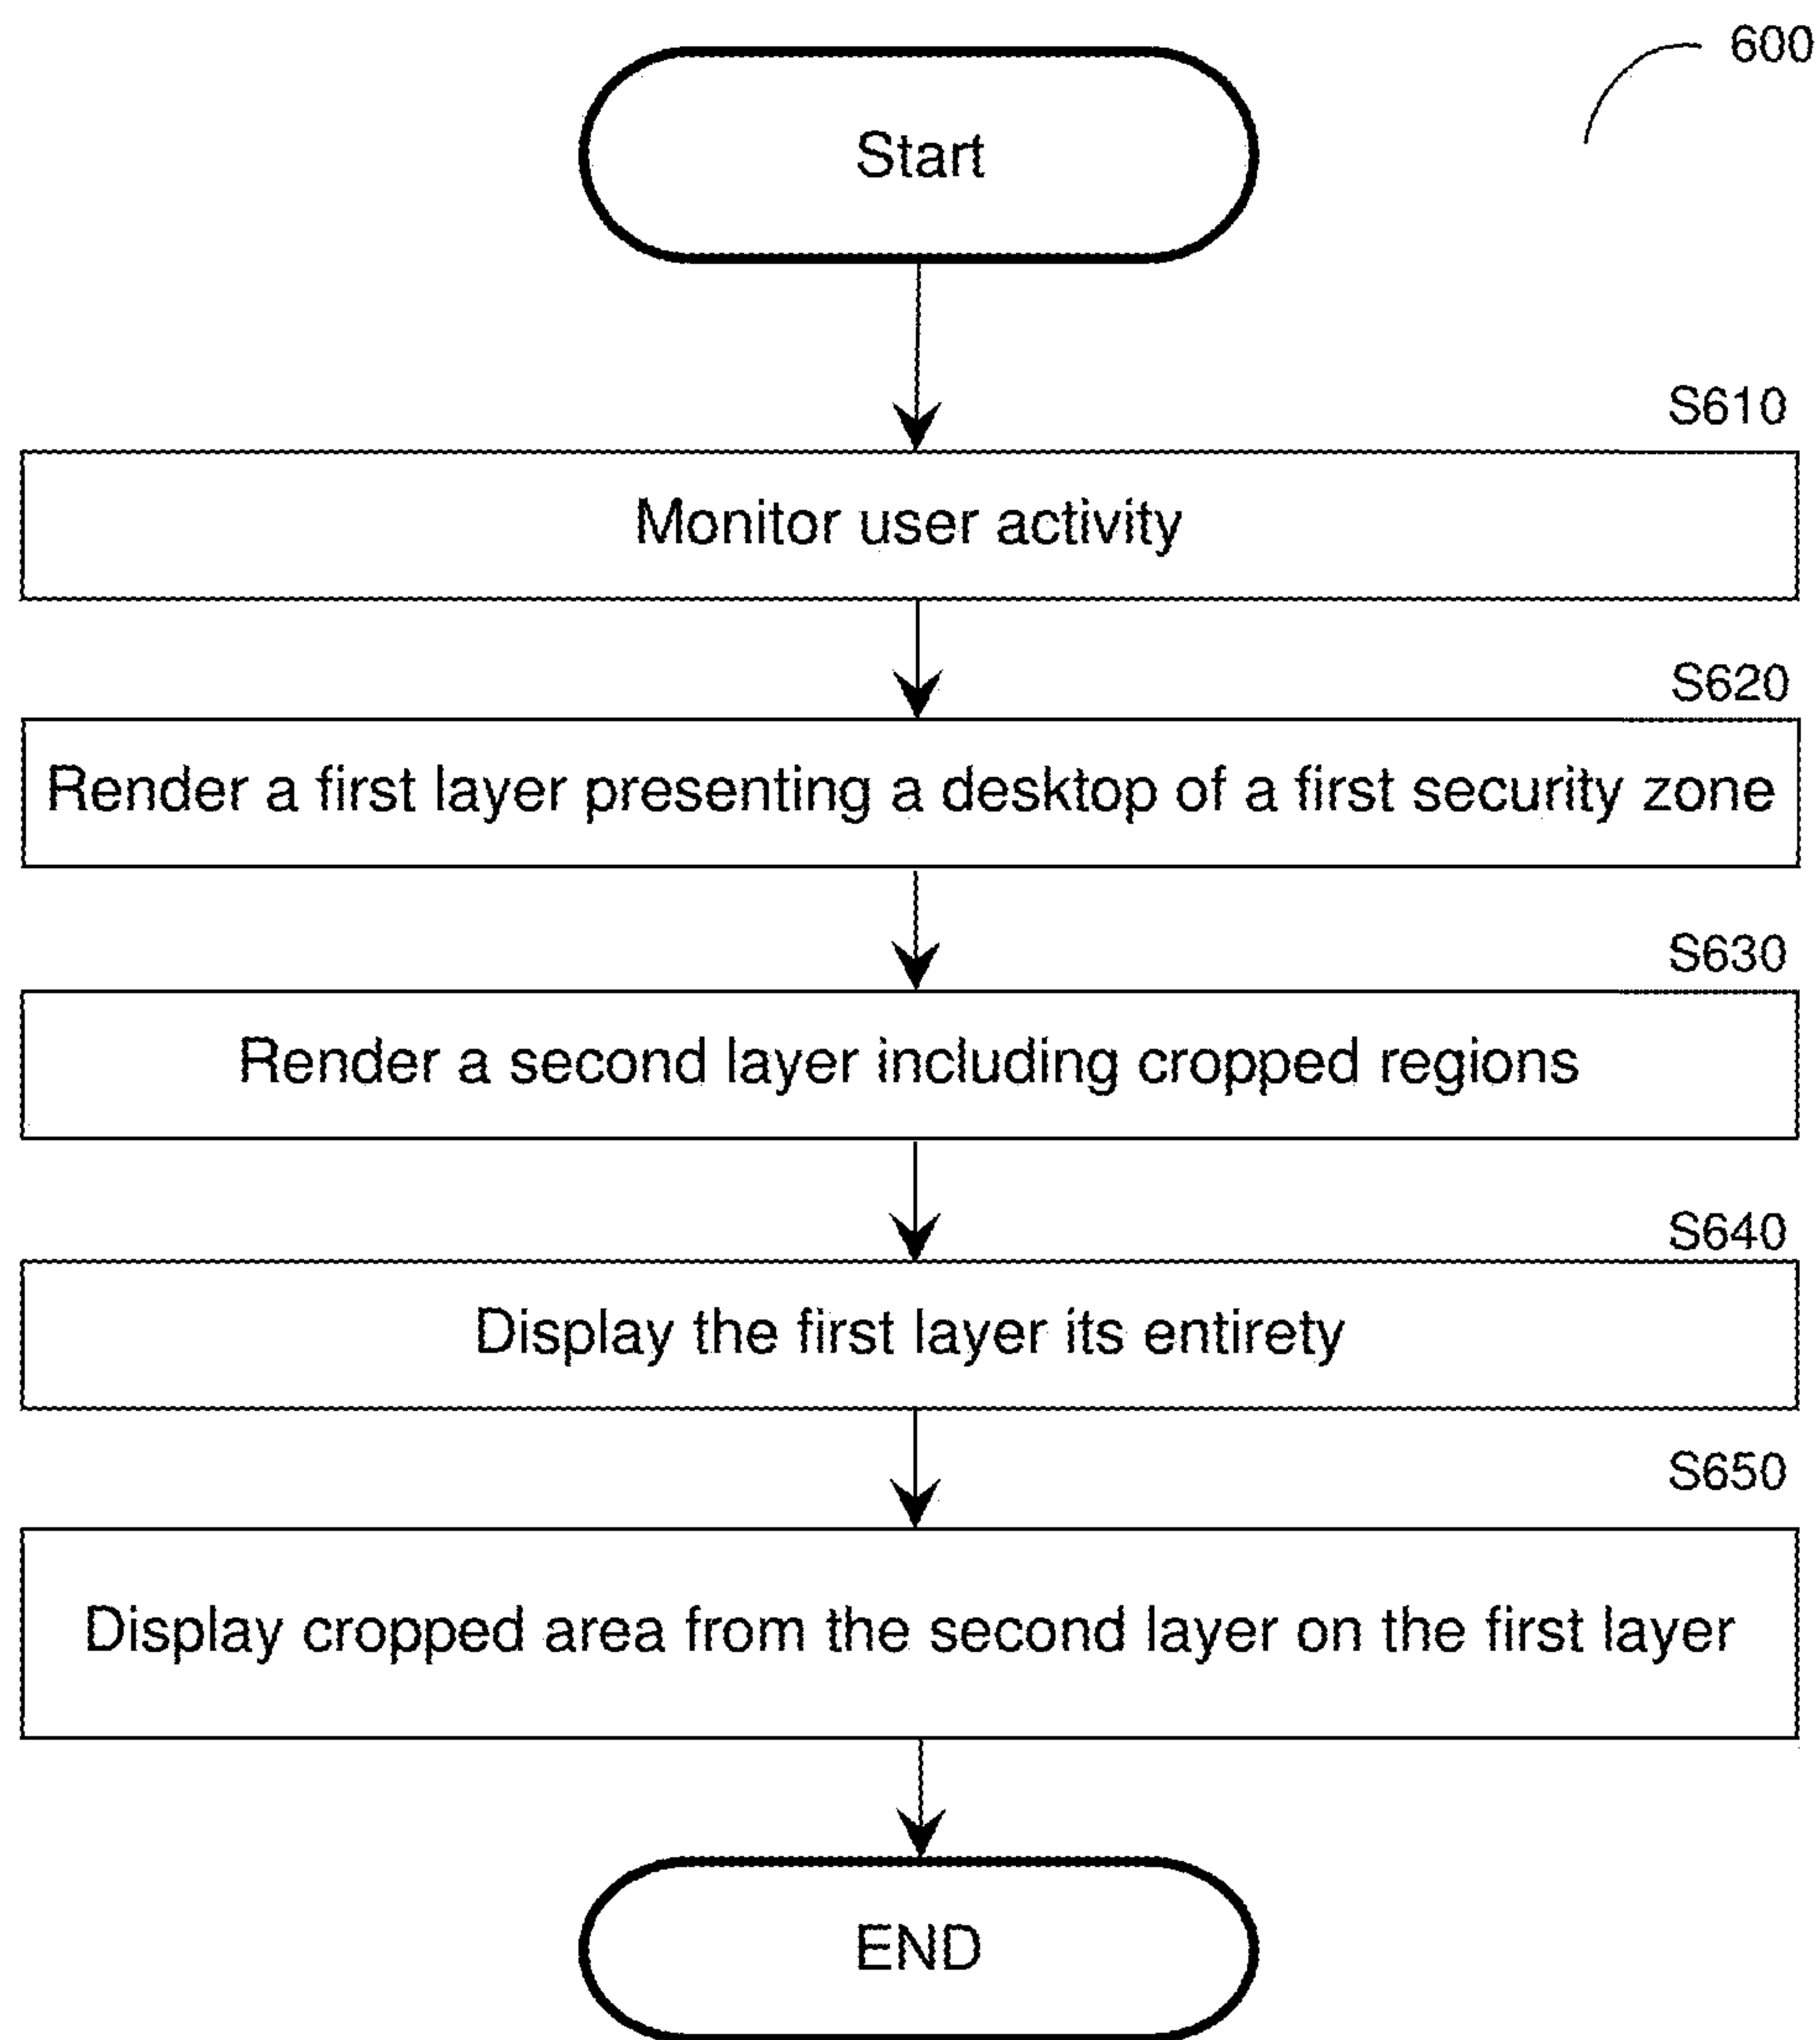 600
Start
S610
Monitor user activity
S620
Render a first layer presenting a desktop of a first security zone
S630
Render a second layer including cropped regions
S640
Display the first layer its entirety
S650
Display cropped area from the second layer on the first layer
END